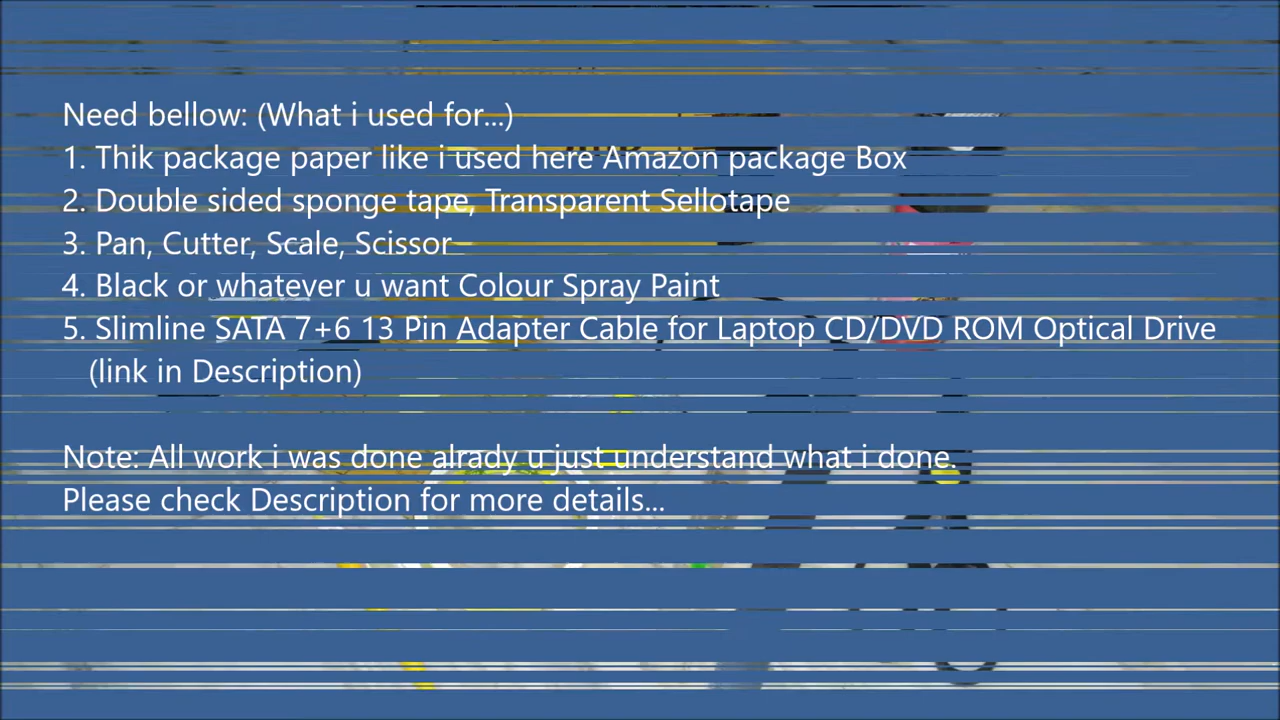 Need bellow: (What i used for...)
1. Thik package paper like i used here Amazon package Box
2. Double sided sponge tape, Transparent Sellotape
3. Pan, Cutter, Scale, Scissor
4. Black or whatever u want Colour Spray Paint
5. Slimline SATA 7+6 13 Pin Adapter Cable for Laptop CD/DVD ROM Optical Drive
(link in Description)
Note: All work i was done alrady u just understand what i done.
Please check Description for more details...